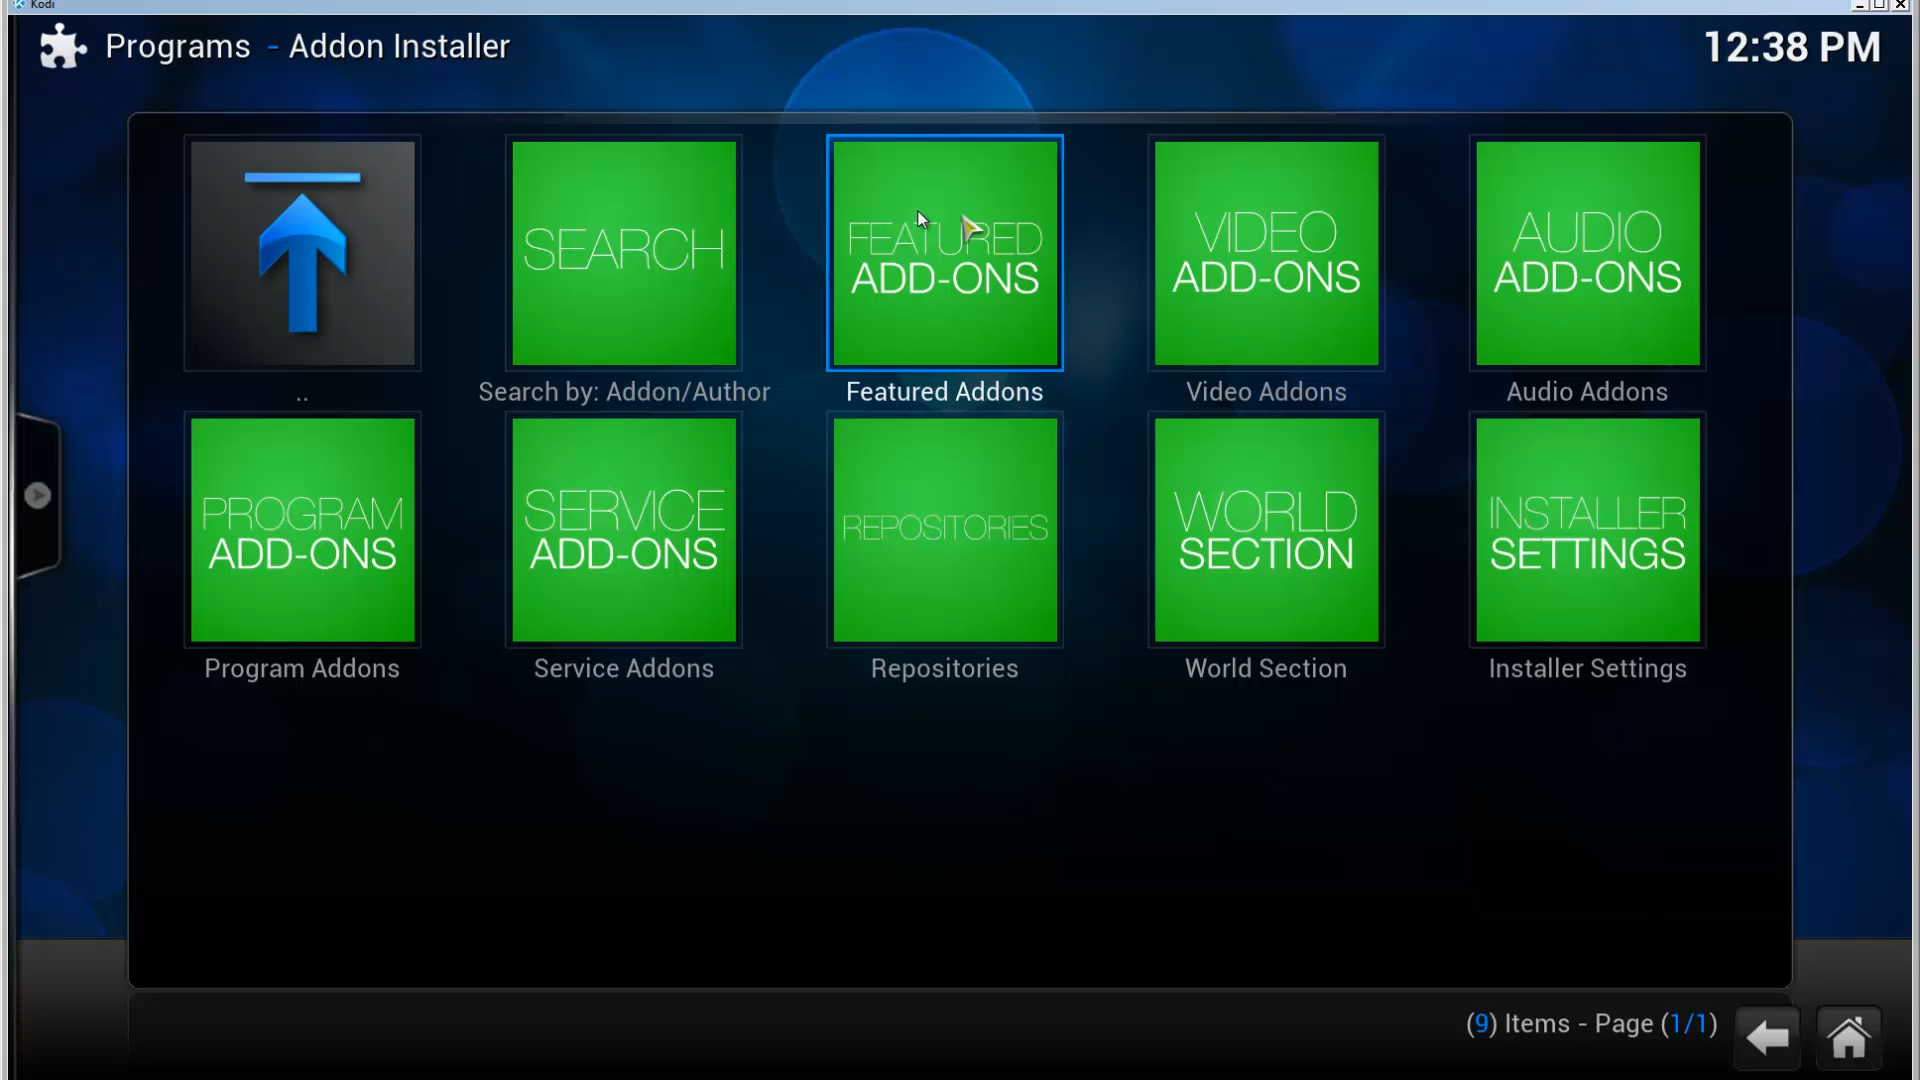 Kodi
Programs - Addon Installer
12:38 PM
SEARCH
FEATURED
ADD-ONS
VIDEO
ADD-ONS
AUDIO
ADD-ONS
..
Search by: Addon/Author
Featured Addons
Video Addons
Audio Addons
PROGRAM
ADD-ONS
SERVICE
ADD-ONS
REPOSITORIES
WORLD
SECTION
INSTALLER
SETTINGS
Program Addons
Service Addons
Repositories
World Section
Installer Settings
(9) Items - Page (1/1)